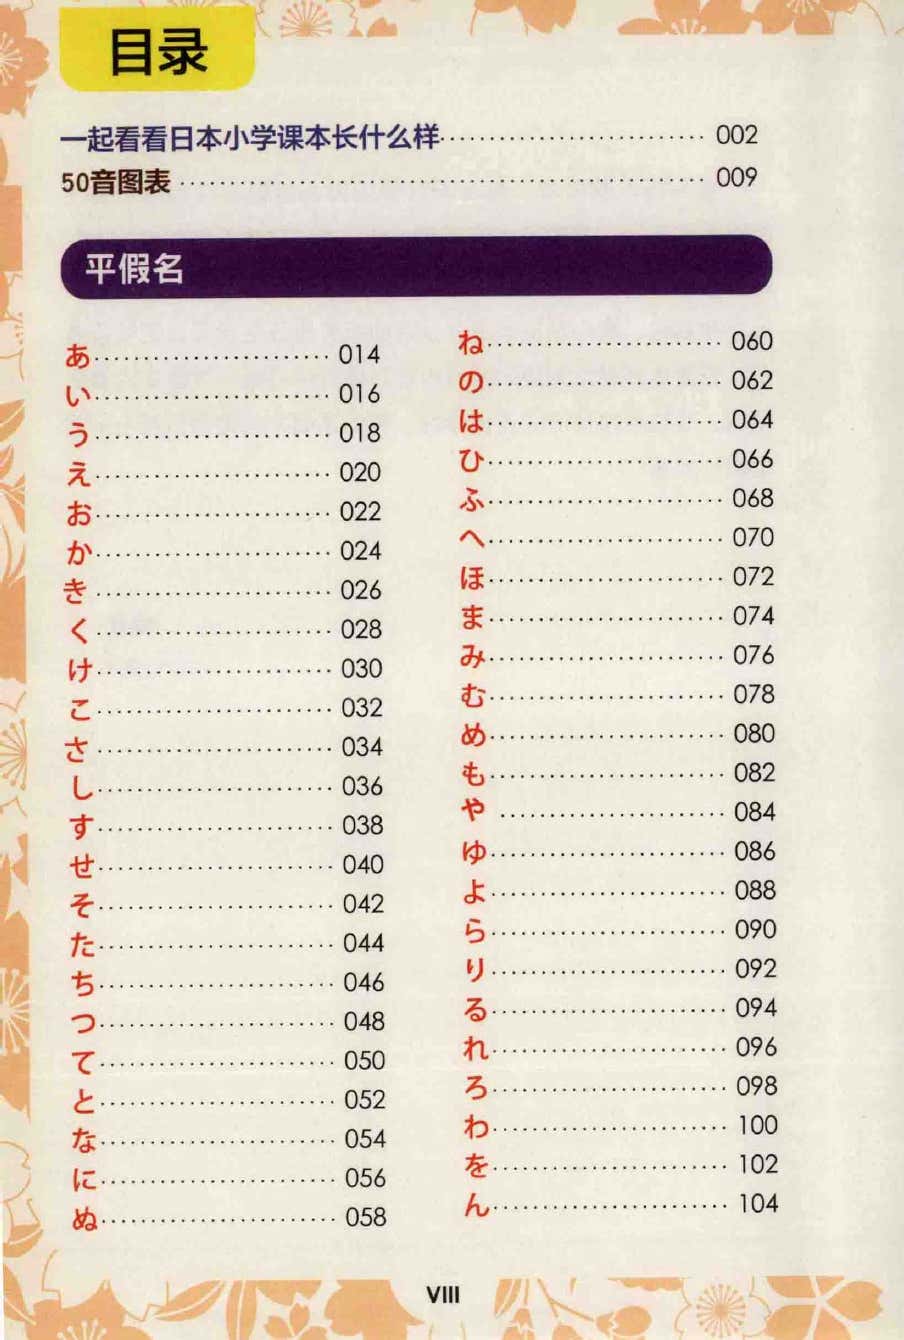 目录
一起看看日本小学课本长什么样 002
50音图表 009
平假名
あ 014
い 016
う 018
え 020
お 022
か 024
き 026
く 028
け 030
こ 032
さ 034
し 036
す 038
せ 040
そ 042
た 044
ち 046
つ 048
て 050
と 052
な 054
に 056
ぬ 058
ね 060
の 062
は 064
ひ 066
ふ 068
へ 070
ほ 072
ま 074
み 076
む 078
め 080
も 082
や 084
ゆ 086
よ 088
ら 090
り 092
る 094
れ 096
ろ 098
わ 100
を 102
ん 104
VIII